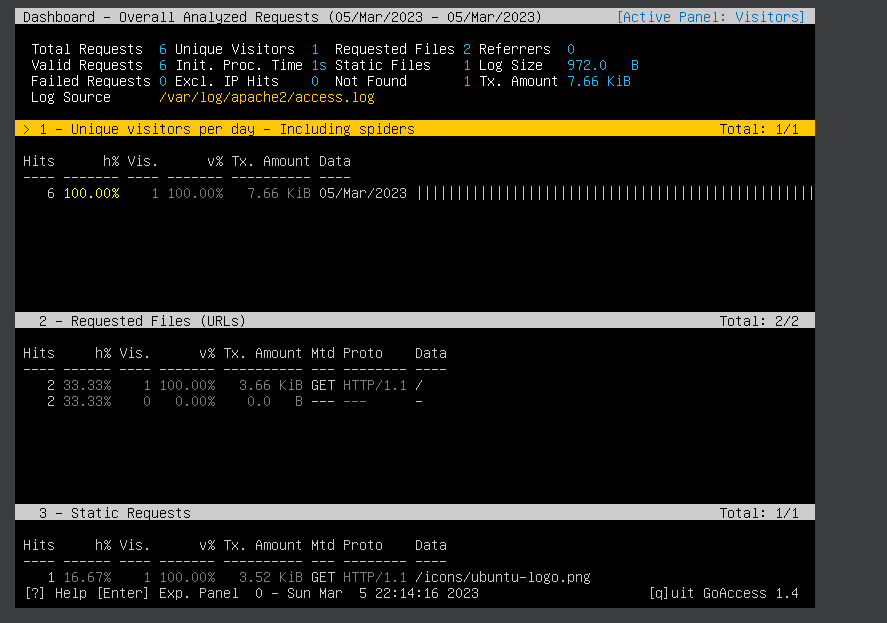 Dashboard - Overall Analyzed Requests (05/Mar/2023 - 05/Mar/2023) [Active Panel: Visitors]
Total Requests 6 Unique Visitors 1 Requested Files 2 Referrers 0
Valid Requests 6 Init. Proc. Time 1s Static Files 1 Log Size 972.0 B
Failed Requests 0 Excl. IP Hits 0 Not Found 1 Tx. Amount 7.66 KiB
Log Source /var/log/apache2/access.log
> 1 - Unique visitors per day - Including spiders Total: 1/1
Hits h% Vis. v% Tx. Amount Data
---- ------- ---- ------- ---------- ----
6 100.00% 1 100.00% 7.66 KiB 05/Mar/2023 ||||||||||||||||||||||||||||||||||||||||||||||||||
2 - Requested Files (URLs) Total: 2/2
Hits h% Vis. v% Tx. Amount Mtd Proto Data
---- ------ ---- ------- ---------- --- -------- ----
2 33.33% 1 100.00% 3.66 KiB GET HTTP/1.1 /
2 33.33% 0 0.00% 0.0 B --- --- -
3 - Static Requests Total: 1/1
Hits h% Vis. v% Tx. Amount Mtd Proto Data
---- ------ ---- ------- ---------- --- -------- ----
1 16.67% 1 100.00% 3.52 KiB GET HTTP/1.1 /icons/ubuntu-logo.png
[?] Help [Enter] Exp. Panel 0 - Sun Mar 5 22:14:16 2023 [q]uit GoAccess 1.4